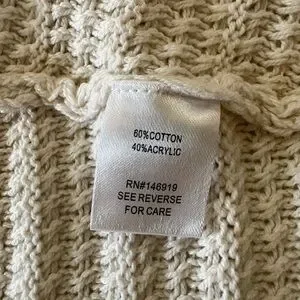 60%COTTON
40%ACRYLIC
RN#146919
SEE REVERSE
FOR CARE